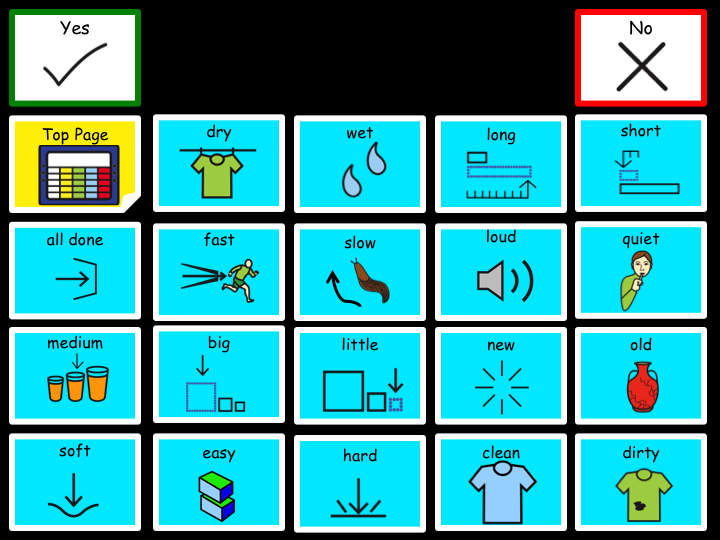 Yes
No
Top Page
dry
wet
long
short
all done
fast
slow
loud
quiet
medium
big
little
new
old
soft
easy
hard
clean
dirty